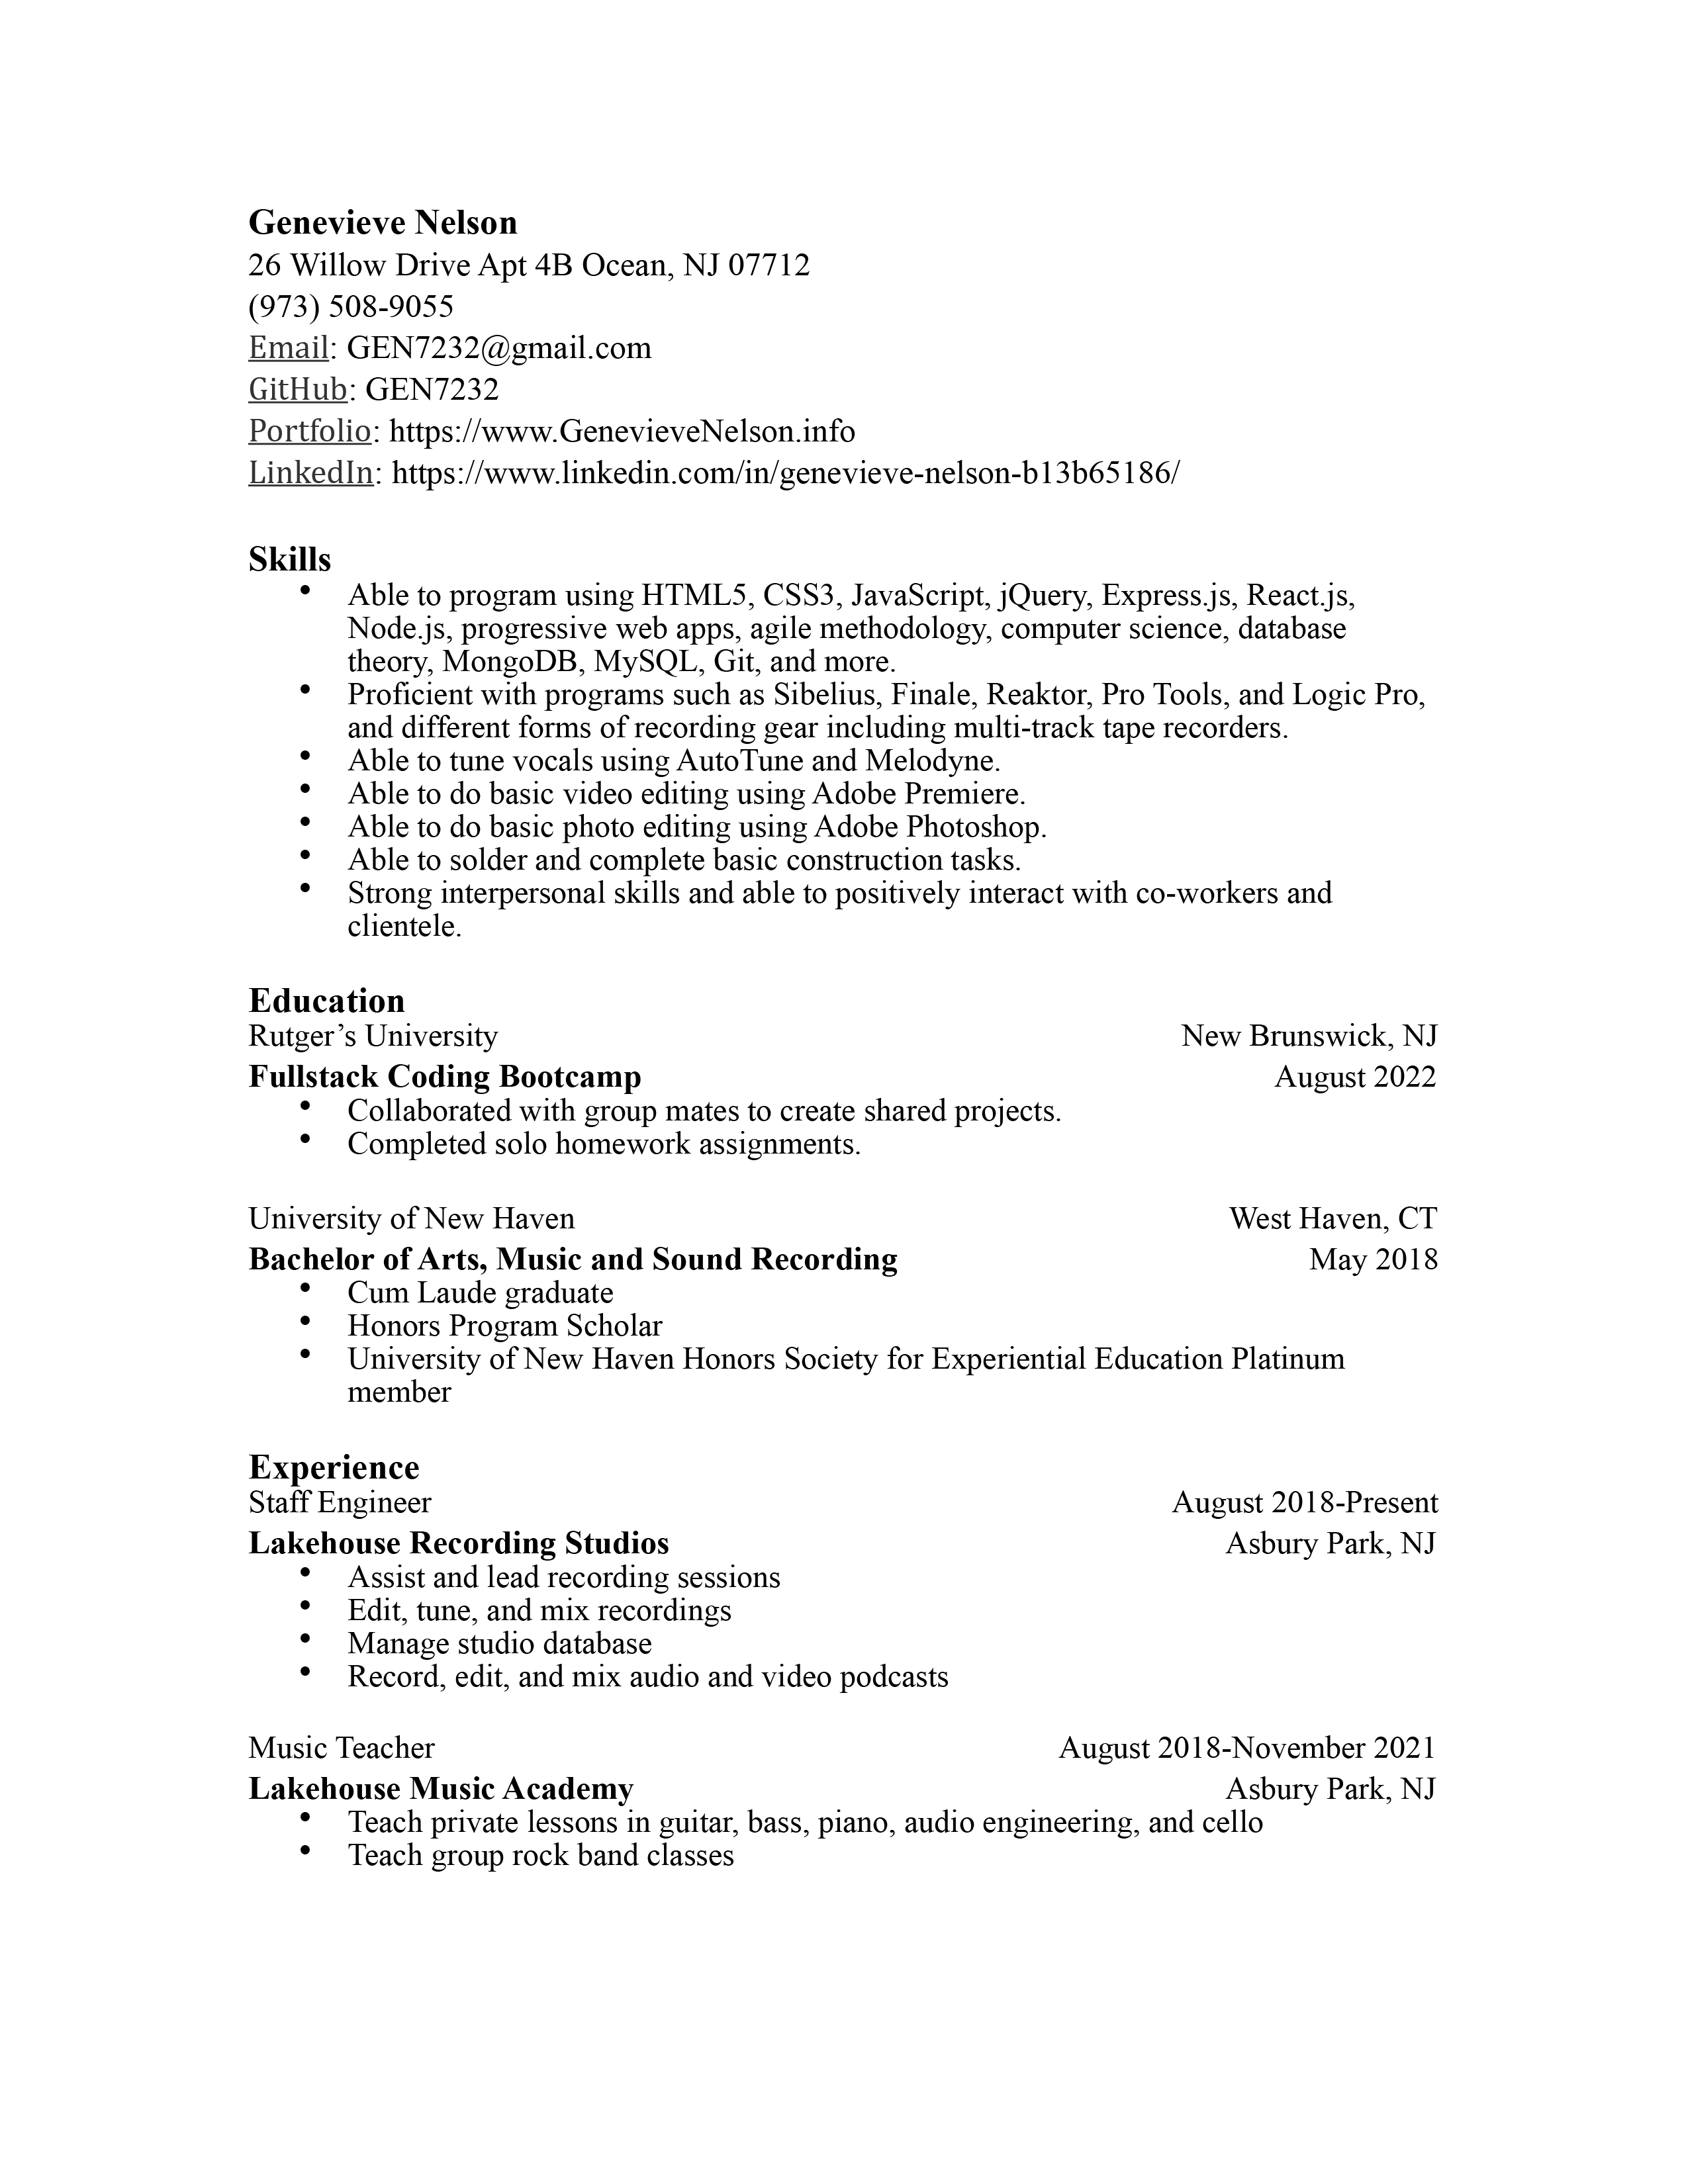 Genevieve Nelson
26 Willow Drive Apt 4B Ocean, NJ 07712
(973) 508-9055
Email: GEN7232@gmail.com
GitHub: GEN7232
Portfolio: https://www.GenevieveNelson.info
LinkedIn: https://www.linkedin.com/in/genevieve-nelson-b13b65186/
Skills
• Able to program using HTML5, CSS3, JavaScript, jQuery, Express.js, React.js,
Node.js, progressive web apps, agile methodology, computer science, database
theory, MongoDB, MySQL, Git, and more.
• Proficient with programs such as Sibelius, Finale, Reaktor, Pro Tools, and Logic Pro,
and different forms of recording gear including multi-track tape recorders.
• Able to tune vocals using AutoTune and Melodyne.
• Able to do basic video editing using Adobe Premiere.
• Able to do basic photo editing using Adobe Photoshop.
• Able to solder and complete basic construction tasks.
• Strong interpersonal skills and able to positively interact with co-workers and
clientele.
Education
Rutger’s University New Brunswick, NJ
Fullstack Coding Bootcamp August 2022
• Collaborated with group mates to create shared projects.
• Completed solo homework assignments.
University of New Haven West Haven, CT
Bachelor of Arts, Music and Sound Recording May 2018
• Cum Laude graduate
• Honors Program Scholar
• University of New Haven Honors Society for Experiential Education Platinum
member
Experience
Staff Engineer August 2018-Present
Lakehouse Recording Studios Asbury Park, NJ
• Assist and lead recording sessions
• Edit, tune, and mix recordings
• Manage studio database
• Record, edit, and mix audio and video podcasts
Music Teacher August 2018-November 2021
Lakehouse Music Academy Asbury Park, NJ
• Teach private lessons in guitar, bass, piano, audio engineering, and cello
• Teach group rock band classes